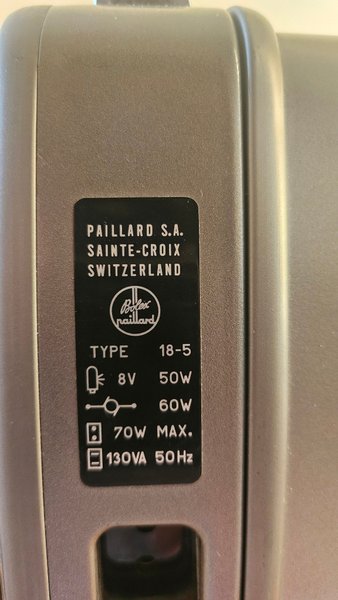 PAILLARD S.A.
SAINTE-CROIX
SWITZERLAND
Bolex
paillard
TYPE 18-5
8V 50W
60W
70W MAX.
130VA 50Hz